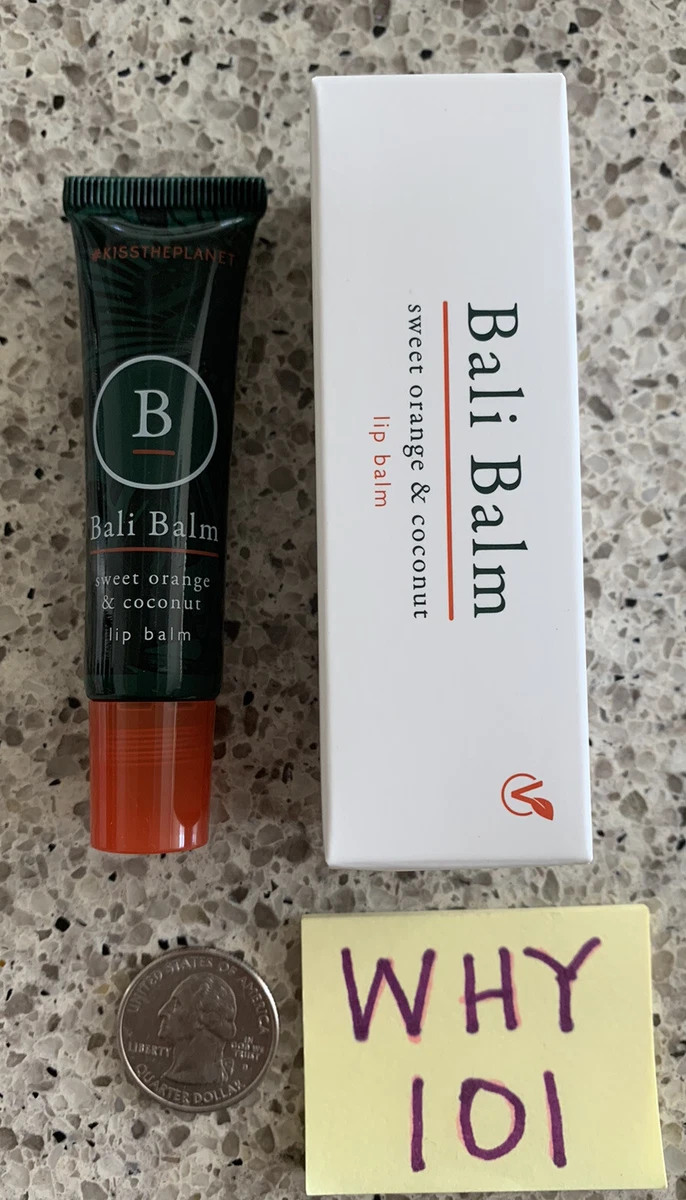 #KISSTHEPLANET
B
Bali Balm
sweet orange
& coconut
lip balm
Bali Balm
sweet orange & coconut
lip balm
V
UNITED STATES OF AMERICA
LIBERTY
IN
GOD WE
TRUST
QUARTER DOLLAR
WHY
101